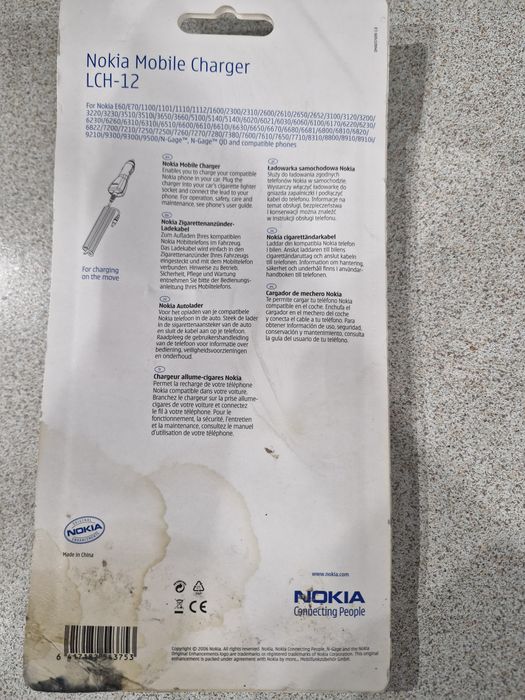 Nokia Mobile Charger
LCH-12
For Nokia E60/E70/1100/1101/1110/1112/1600/2300/2310/2600/2610/2650/2652/3100/3120/3200/
3220/3230/3510/3510i/3650/3660/5100/5140/5140i/6020/6021/6030/6060/6100/6170/6220/6230/
6230i/6260/6310/6310i/6510/6600/6610/6610i/6630/6650/6670/6680/6681/6800/6810/6820/
6822/7200/7210/7250/7250i/7260/7270/7280/7380/7600/7610/7650/7710/8310/8800/8910/8910i/
9210i/9300/9300i/9500/N-Gage™, N-Gage™ QD and compatible phones
For charging
on the move
Nokia Mobile Charger
Enables you to charge your compatible
Nokia phone in your car. Plug the
charger into your car's cigarette lighter
socket and connect the lead to your
phone. For operation, safety, care and
maintenance, see phone's user guide.
Nokia Zigarettenanzünder-
Ladekabel
Zum Aufladen Ihres kompatiblen
Nokia Mobiltelefons im Fahrzeug.
Das Ladekabel wird einfach in den
Zigarettenanzünder Ihres Fahrzeugs
eingesteckt und mit dem Mobiltelefon
verbunden. Hinweise zu Betrieb,
Sicherheit, Pflege und Wartung
entnehmen Sie bitte der Bedienungs-
anleitung Ihres Mobiltelefons.
Nokia Autolader
Voor het opladen van je compatibele
Nokia telefoon in de auto. Steek de lader
in de sigarettenaansteker van de auto
en sluit de kabel aan op je telefoon.
Raadpleeg de gebruikershandleiding
van de telefoon voor informatie over
bediening, veiligheidsvoorzieningen
en onderhoud.
Chargeur allume-cigares Nokia
Permet la recharge de votre téléphone
Nokia compatible dans votre voiture.
Branchez le chargeur sur la prise allume-
cigares de votre voiture et connectez
le fil à votre téléphone. Pour le
fonctionnement, la sécurité, l'entretien
et la maintenance, consultez le manuel
d'utilisation de votre téléphone.
Ładowarka samochodowa Nokia
Służy do ładowania zgodnych
telefonów Nokia w samochodzie.
Wystarczy włączyć ładowarkę do
gniazda zapalniczki i podłączyć
kabel do telefonu. Informacje na
temat obsługi, bezpieczeństwa
i konserwacji można znaleźć
w instrukcji obsługi telefonu.
Nokia cigarettändarkabel
Laddar din kompatibla Nokia telefon
i bilen. Anslut laddaren till bilens
cigarettändaruttag och anslut kabeln
till telefonen. Information om hantering,
säkerhet och underhåll finns i användar-
handboken till telefonen.
Cargador de mechero Nokia
Te permite cargar tu teléfono Nokia
compatible en el coche. Enchufa el
cargador en el mechero del coche
y conecta el cable a tu teléfono. Para
obtener información de uso, seguridad,
conservación y mantenimiento, consulta
la guía del usuario de tu teléfono.
ORIGINAL
NOKIA
ENHANCEMENTS
Made in China
www.nokia.com
NOKIA
Connecting People
CE
Copyright © 2006 Nokia. All rights reserved. Nokia, Nokia Connecting People, N-Gage and the Nokia
Original Enhancements logo are trademarks or registered trademarks of Nokia Corporation. This original
enhancement works with Nokia by more... Mobilfunkzubehör GmbH.